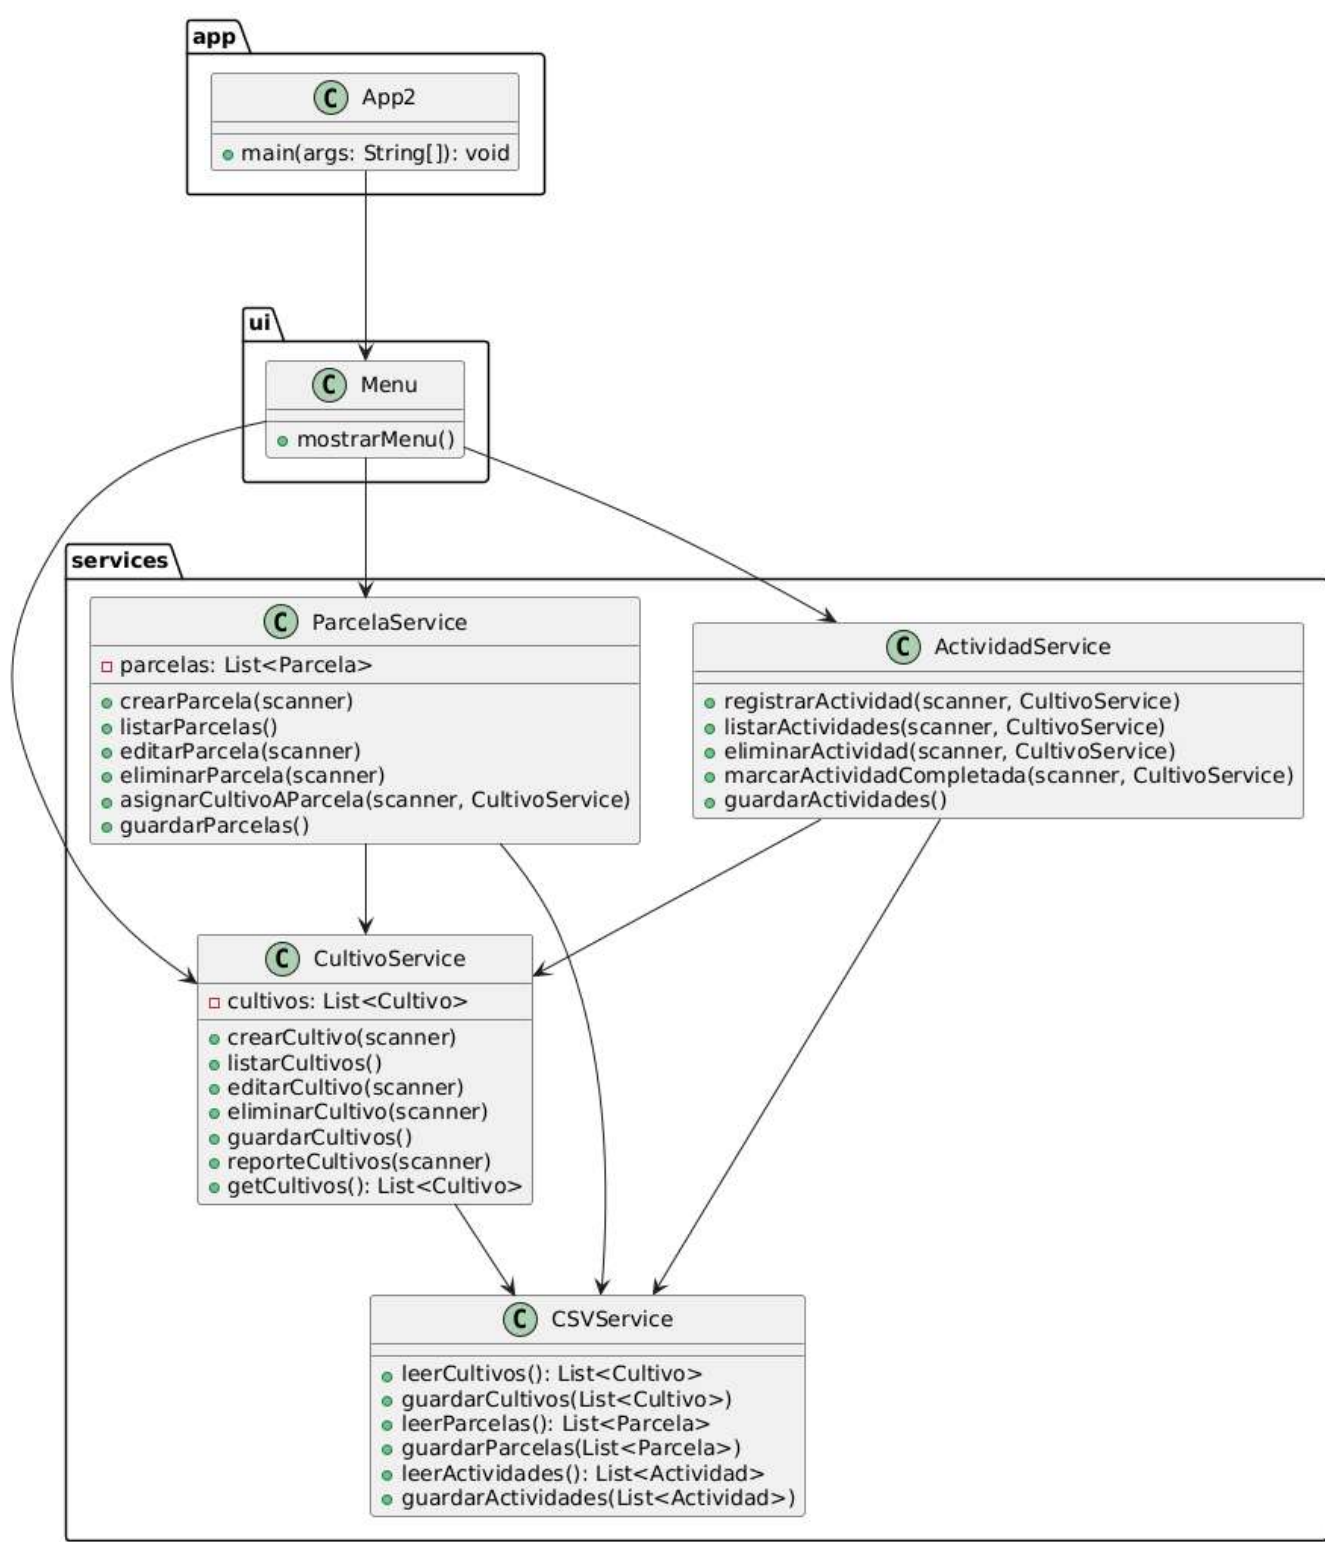 app
C App2
main(args: String[]): void
ui
C Menu
mostrarMenu()
services
C ParcelaService
parcelas: List<Parcela>
crearParcela(scanner)
listarParcelas()
editarParcela(scanner)
eliminarParcela(scanner)
asignarCultivoAParcela(scanner, CultivoService)
guardarParcelas()
C ActividadService
registrarActividad(scanner, CultivoService)
listarActividades(scanner, CultivoService)
eliminarActividad(scanner, CultivoService)
marcarActividadCompletada(scanner, CultivoService)
guardarActividades()
C CultivoService
cultivos: List<Cultivo>
crearCultivo(scanner)
listarCultivos()
editarCultivo(scanner)
eliminarCultivo(scanner)
guardarCultivos()
reporteCultivos(scanner)
getCultivos(): List<Cultivo>
C CSVService
leerCultivos(): List<Cultivo>
guardarCultivos(List<Cultivo>)
leerParcelas(): List<Parcela>
guardarParcelas(List<Parcela>)
leerActividades(): List<Actividad>
guardarActividades(List<Actividad>)